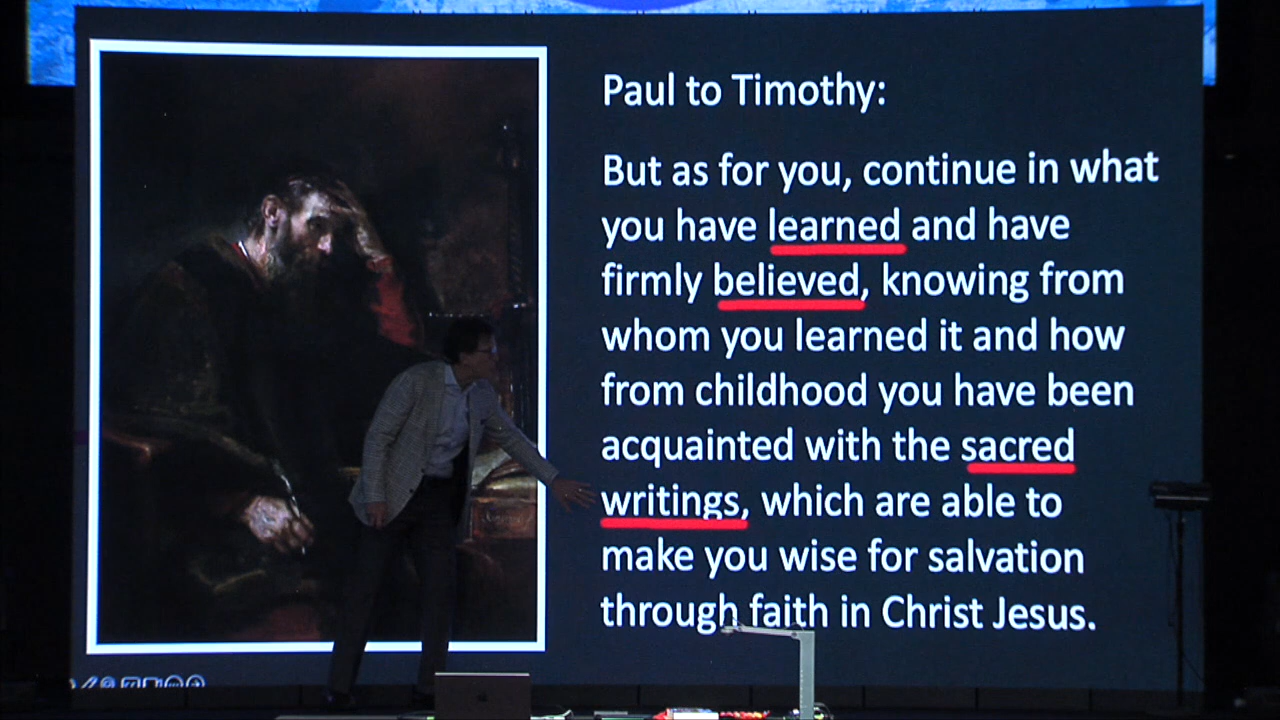 Paul to Timothy:
But as for you, continue in what
you have learned and have
firmly believed, knowing from
whom you learned it and how
from childhood you have been
acquainted with the sacred
writings, which are able to
make you wise for salvation
through faith in Christ Jesus.